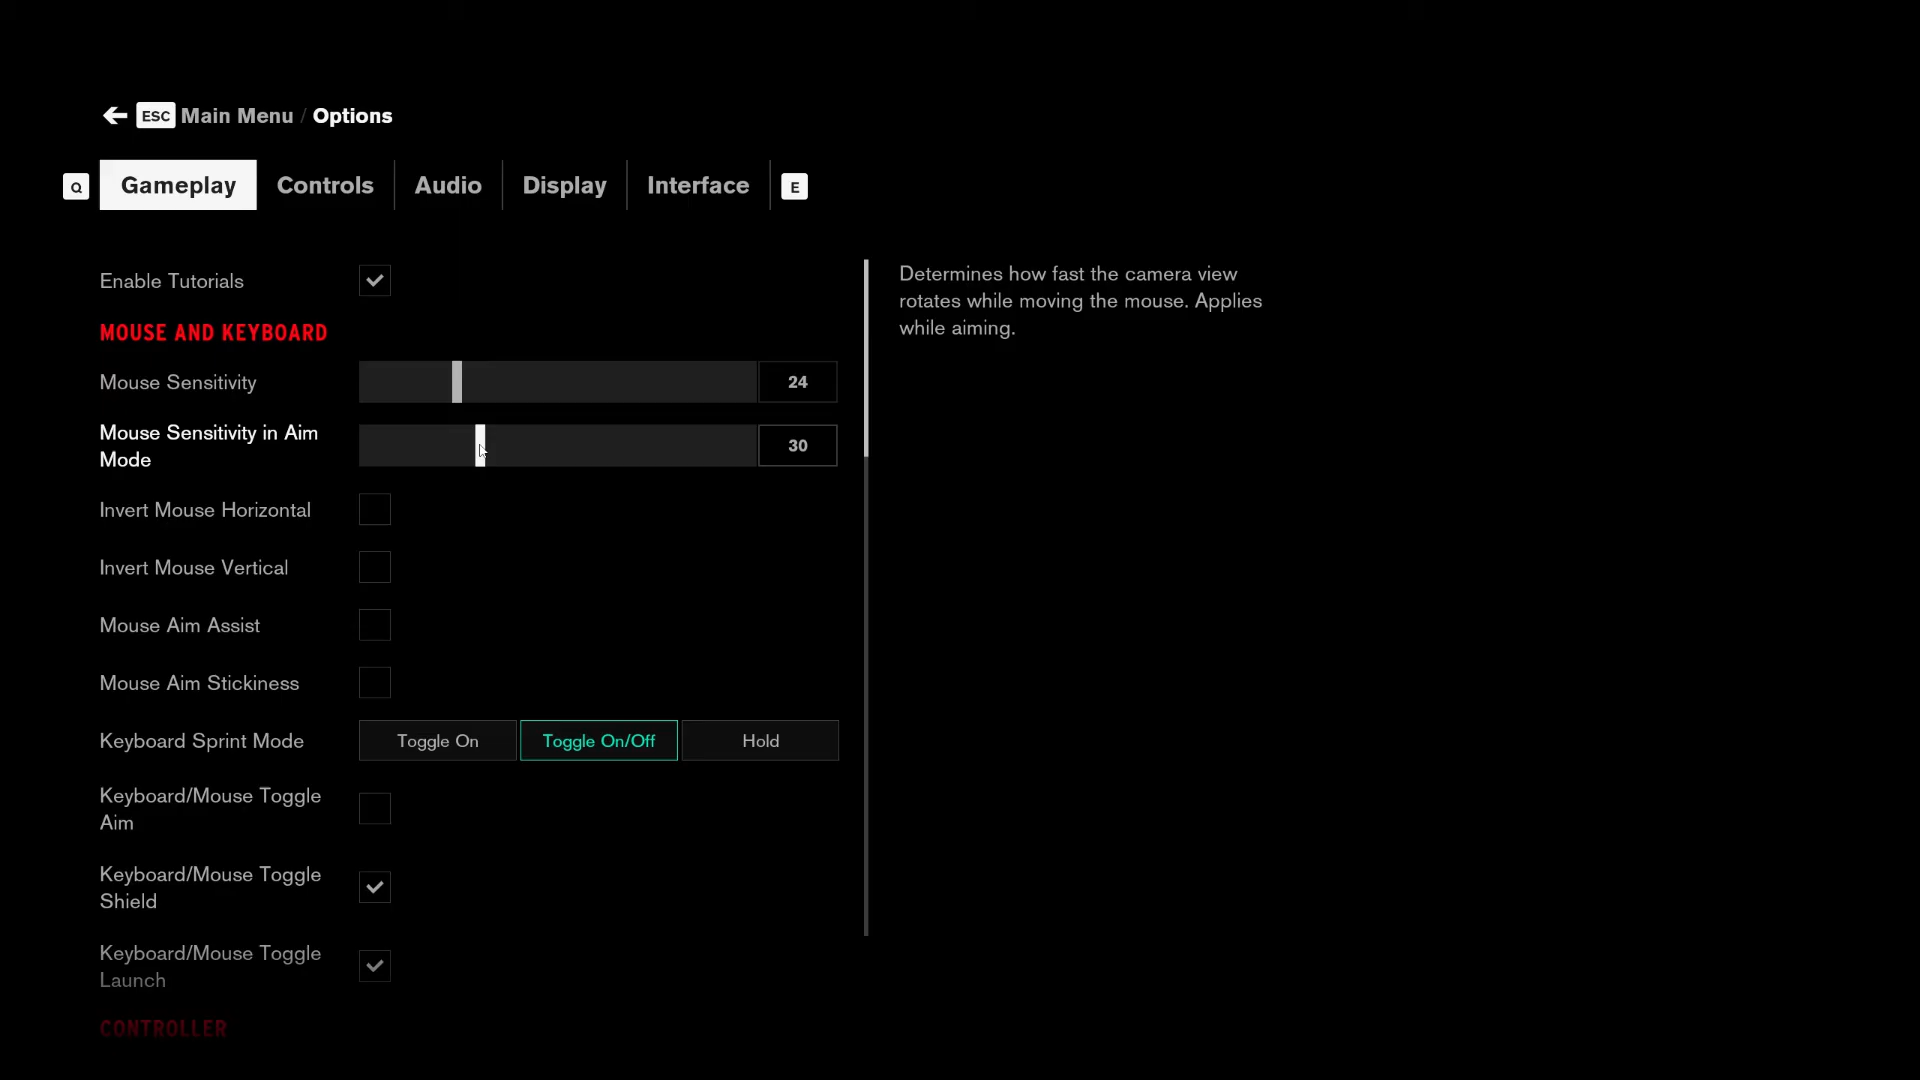 ESC Main Menu / Options
Q Gameplay Controls Audio Display Interface E
Enable Tutorials
MOUSE AND KEYBOARD
Mouse Sensitivity 24
Mouse Sensitivity in Aim
Mode
30
Invert Mouse Horizontal
Invert Mouse Vertical
Mouse Aim Assist
Mouse Aim Stickiness
Keyboard Sprint Mode Toggle On Toggle On/Off Hold
Keyboard/Mouse Toggle
Aim
Keyboard/Mouse Toggle
Shield
Keyboard/Mouse Toggle
Launch
CONTROLLER
Determines how fast the camera view
rotates while moving the mouse. Applies
while aiming.